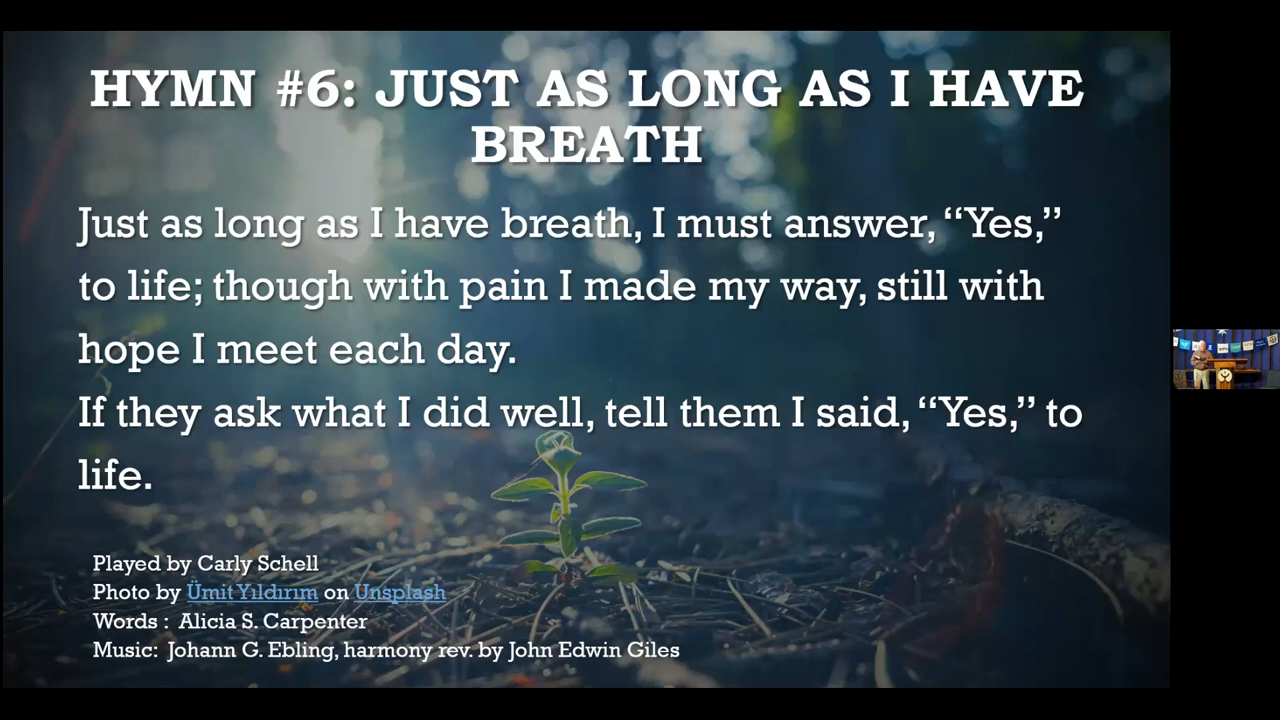 HYMN #6: JUST AS LONG AS I HAVE
BREATH
Just as long as I have breath, I must answer, “Yes,”
to life; though with pain I made my way, still with
hope I meet each day.
If they ask what I did well, tell them I said, “Yes,” to
life.
Played by Carly Schell
Photo by Ümit Yıldırım on Unsplash
Words : Alicia S. Carpenter
Music: Johann G. Ebling, harmony rev. by John Edwin Giles